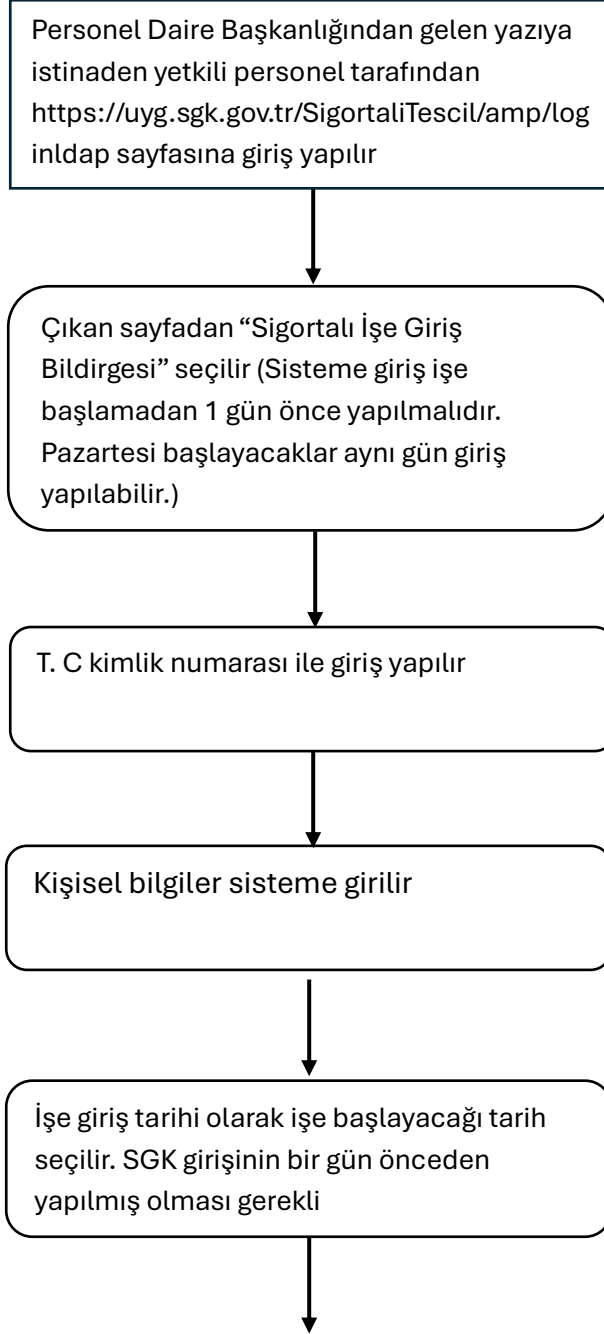 Personel Daire Başkanlığından gelen yazıya
istinaden yetkili personel tarafından
https://uyg.sgk.gov.tr/SigortaliTescil/amp/log
inldap sayfasına giriş yapılır
Çıkan sayfadan “Sigortalı İşe Giriş
Bildirgesi” seçilir (Sisteme giriş işe
başlamadan 1 gün önce yapılmalıdır.
Pazartesi başlayacaklar aynı gün giriş
yapılabilir.)
T. C kimlik numarası ile giriş yapılır
Kişisel bilgiler sisteme girilir
İşe giriş tarihi olarak işe başlayacağı tarih
seçilir. SGK girişinin bir gün önceden
yapılmış olması gerekli